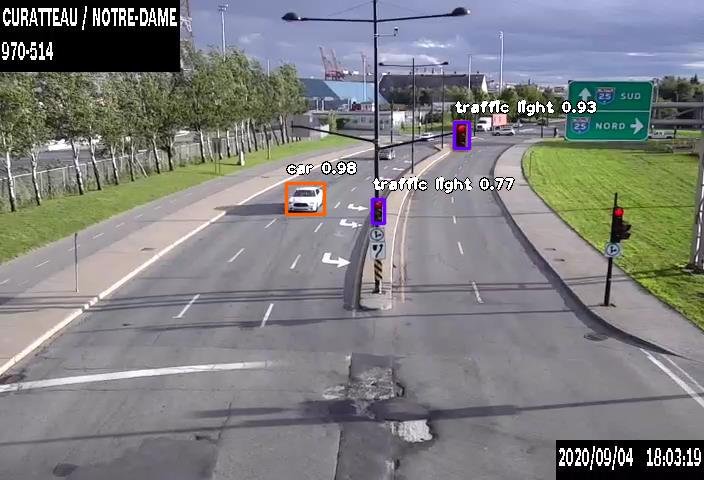 CURATTEAU / NOTRE-DAME
970-514
traffic light 0.93
25 SUD
25 NORD
car 0.98
traffic light 0.77
2020/09/04 18:03:19